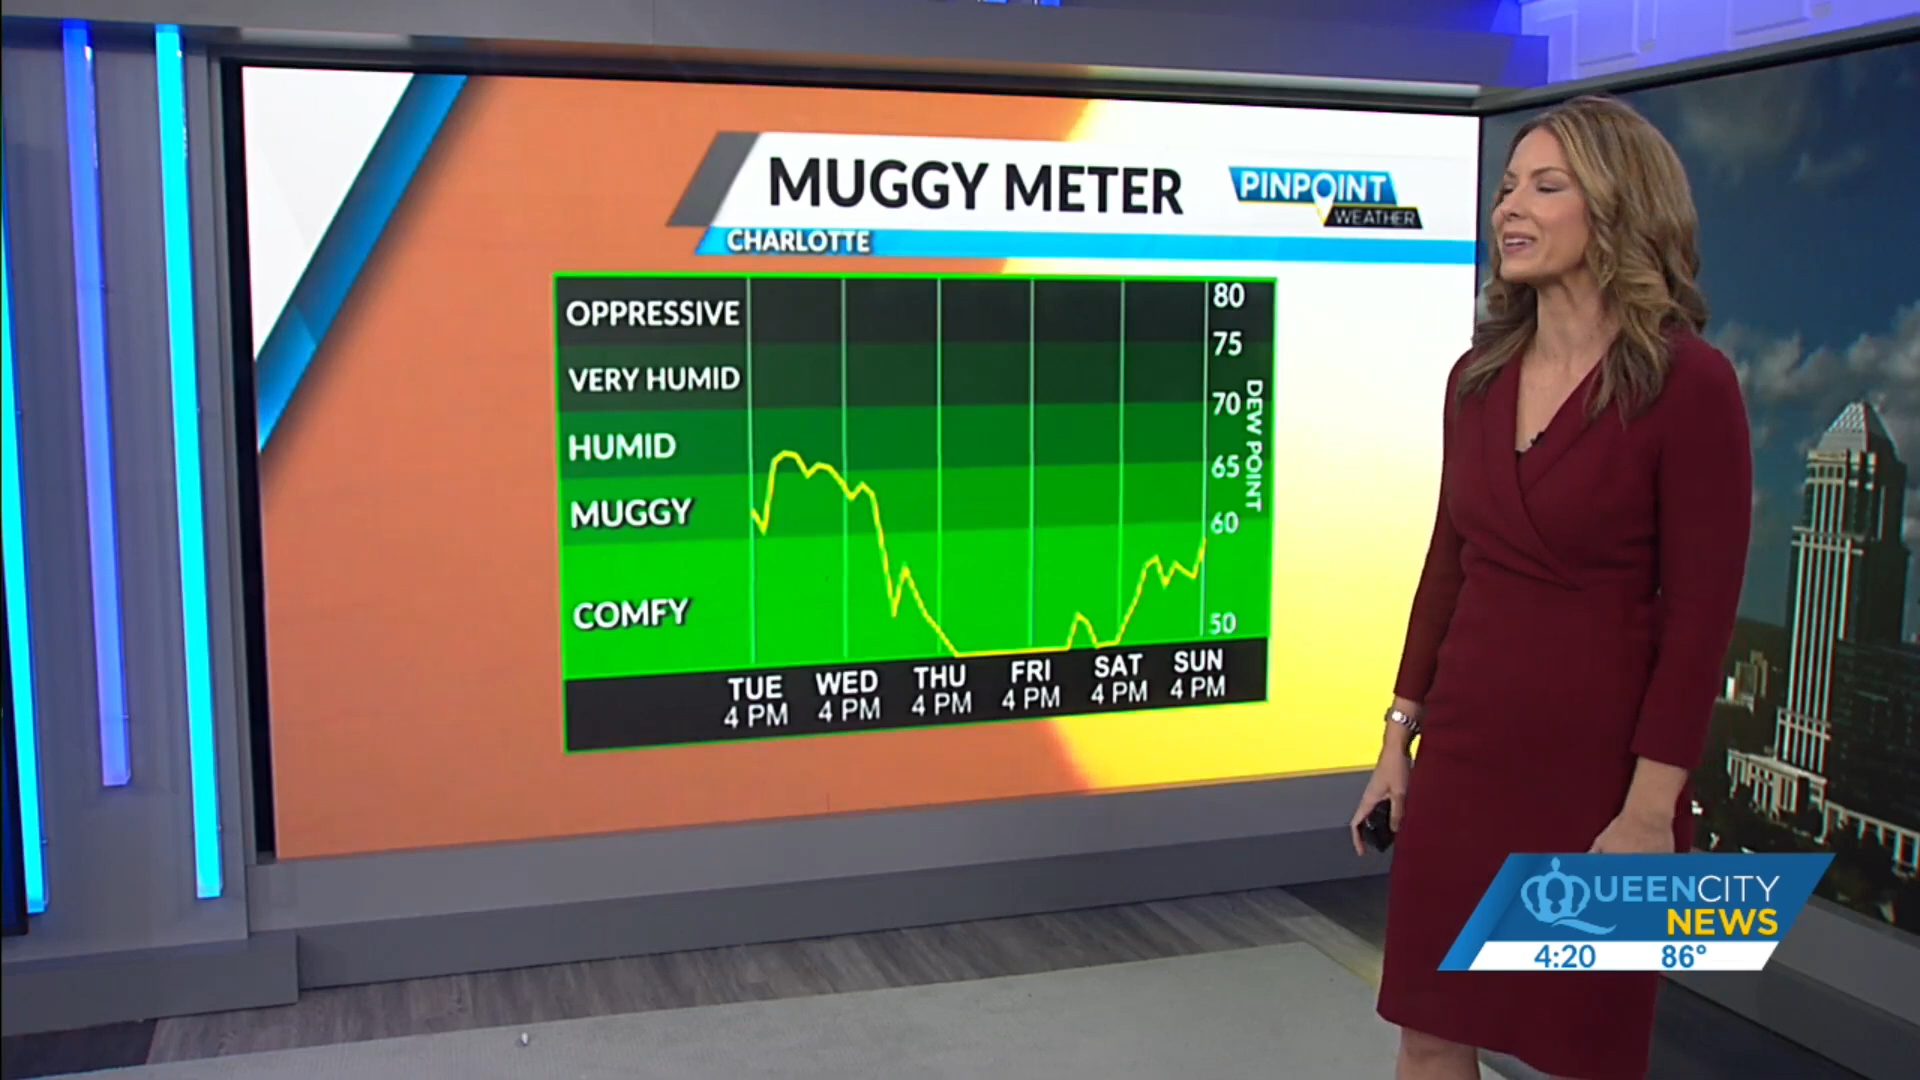 MUGGY METER
PINPOINT
WEATHER
CHARLOTTE
OPPRESSIVE
VERY HUMID
HUMID
MUGGY
COMFY
80
75
70
65
60
50
DEW POINT
TUE WED THU FRI SAT SUN
4 PM 4 PM 4 PM 4 PM 4 PM 4 PM
QUEENCITY
NEWS
4:20 86°